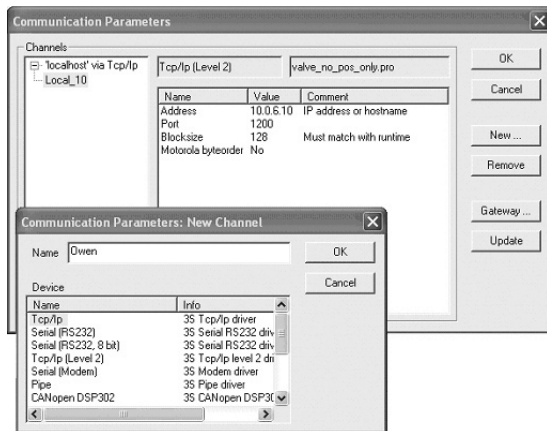 Communication Parameters
Channels
'localhost' via Tcp/Ip
Local_10
Tcp/Ip (Level 2)
valve_no_pos_only.pro
Name Value Comment
Address 10.0.6.10 IP address or hostname
Port 1200
Blocksize 128 Must match with runtime
Motorola byteorder No
OK
Cancel
New ...
Remove
Gateway ...
Update
Communication Parameters: New Channel
Name Owen
OK
Cancel
Device
Name Info
Tcp/Ip 3S Tcp/Ip driver
Serial (RS232) 3S Serial RS232 driv
Serial (RS232, 8 bit) 3S Serial RS232 driv
Tcp/Ip (Level 2) 3S Tcp/Ip level 2 dri
Serial (Modem) 3S Modem driver
Pipe 3S Pipe driver
CANopen DSP302 3S CANopen DSP3(